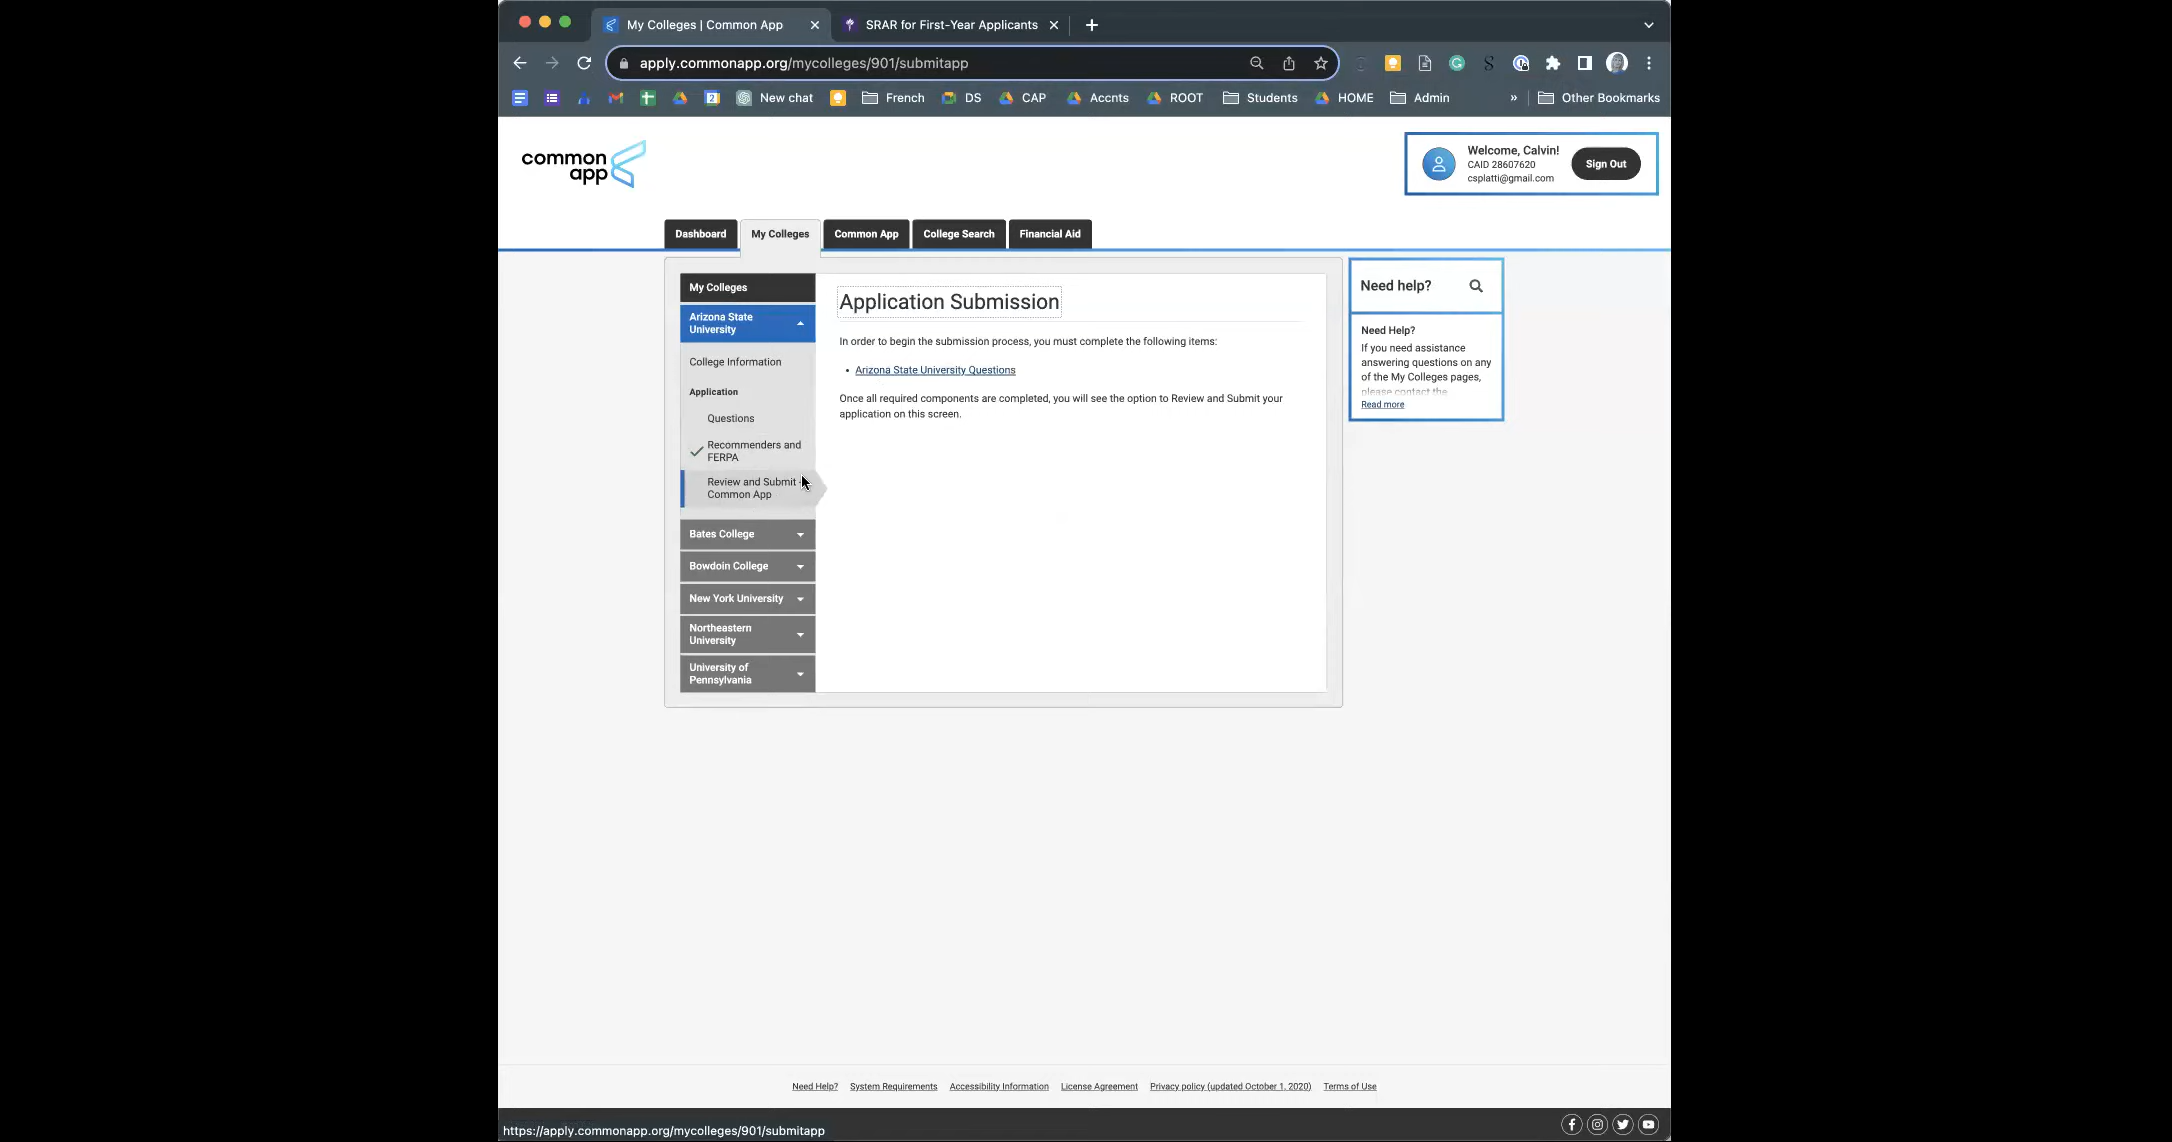 My Colleges | Common App
SRAR for First-Year Applicants
apply.commonapp.org/mycolleges/901/submitapp
New chat
French
DS
CAP
Accnts
ROOT
Students
HOME
Admin
»
Other Bookmarks
common
app
Welcome, Calvin!
CAID 28607620
csplatti@gmail.com
Sign Out
Dashboard
My Colleges
Common App
College Search
Financial Aid
My Colleges
Arizona State
University
College Information
Application
Questions
Recommenders and
FERPA
Review and Submit -
Common App
Bates College
Bowdoin College
New York University
Northeastern
University
University of
Pennsylvania
Application Submission
In order to begin the submission process, you must complete the following items:
• Arizona State University Questions
Once all required components are completed, you will see the option to Review and Submit your
application on this screen.
Need help?
Need Help?
If you need assistance
answering questions on any
of the My Colleges pages,
please contact the
Read more
Need Help?
System Requirements
Accessibility Information
License Agreement
Privacy policy (updated October 1, 2020)
Terms of Use
https://apply.commonapp.org/mycolleges/901/submitapp